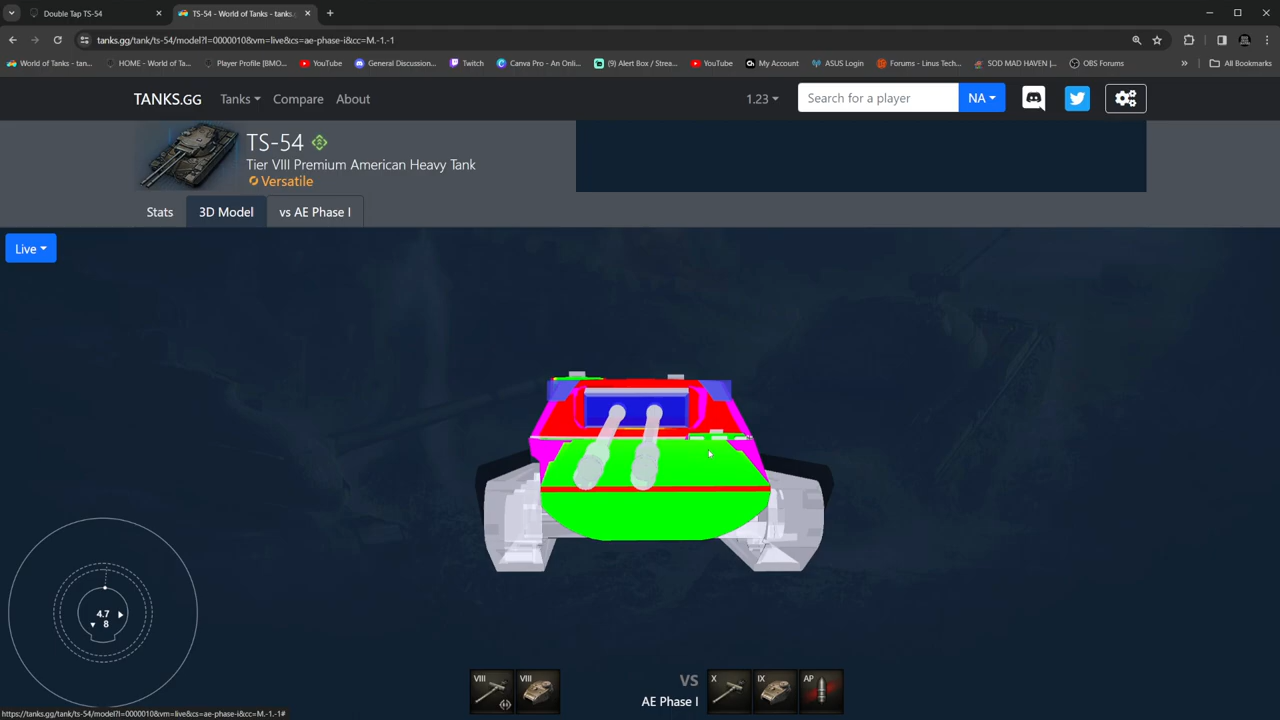 Double Tap TS-54
TS-54 - World of Tanks - tanks.g
tanks.gg/tank/ts-54/model?l=0000010&vm=live&cs=ae-phase-i&cc=M.-1.-1
World of Tanks - tan...
HOME - World of Ta...
Player Profile [BMO...
YouTube
General Discussion...
Twitch
Canva Pro - An Onli...
(9) Alert Box / Strea...
YouTube
My Account
ASUS Login
Forums - Linus Tech...
SOD MAD HAVEN |...
OBS Forums
»
All Bookmarks
TANKS.GG
Tanks
Compare
About
1.23
Search for a player
NA
TS-54
Tier VIII Premium American Heavy Tank
Versatile
Stats
3D Model
vs AE Phase I
Live
4.7
8
VIII
VIII
VS
AE Phase I
X
IX
AP
https://tanks.gg/tank/ts-54/model?l=0000010&vm=live&cs=ae-phase-i&cc=M.-1.-1#